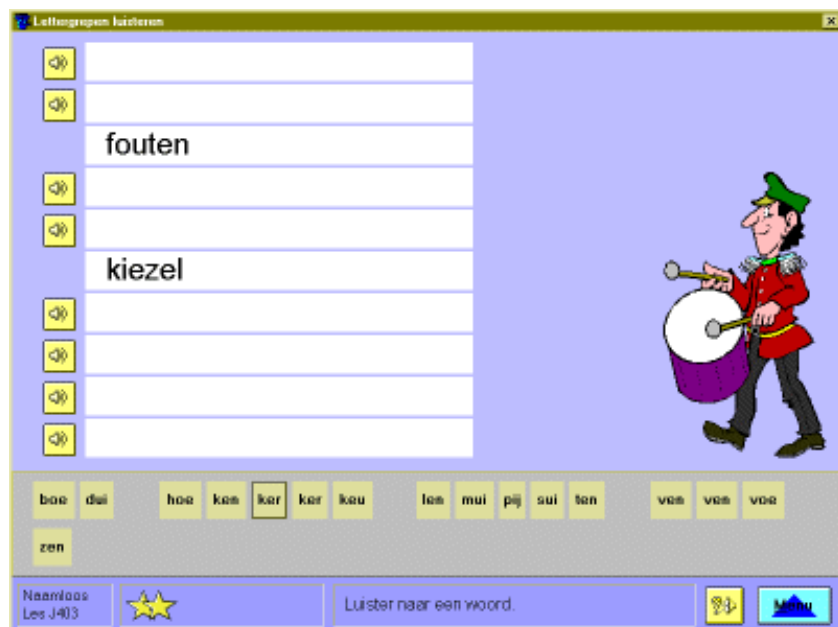 Lettergrepen luisteren
fouten
kiezel
boe dui hoe ken ker ker keu len mui pij sui ten ven ven voe
zen
Naamloos
Les J403
Luister naar een woord.
Menu